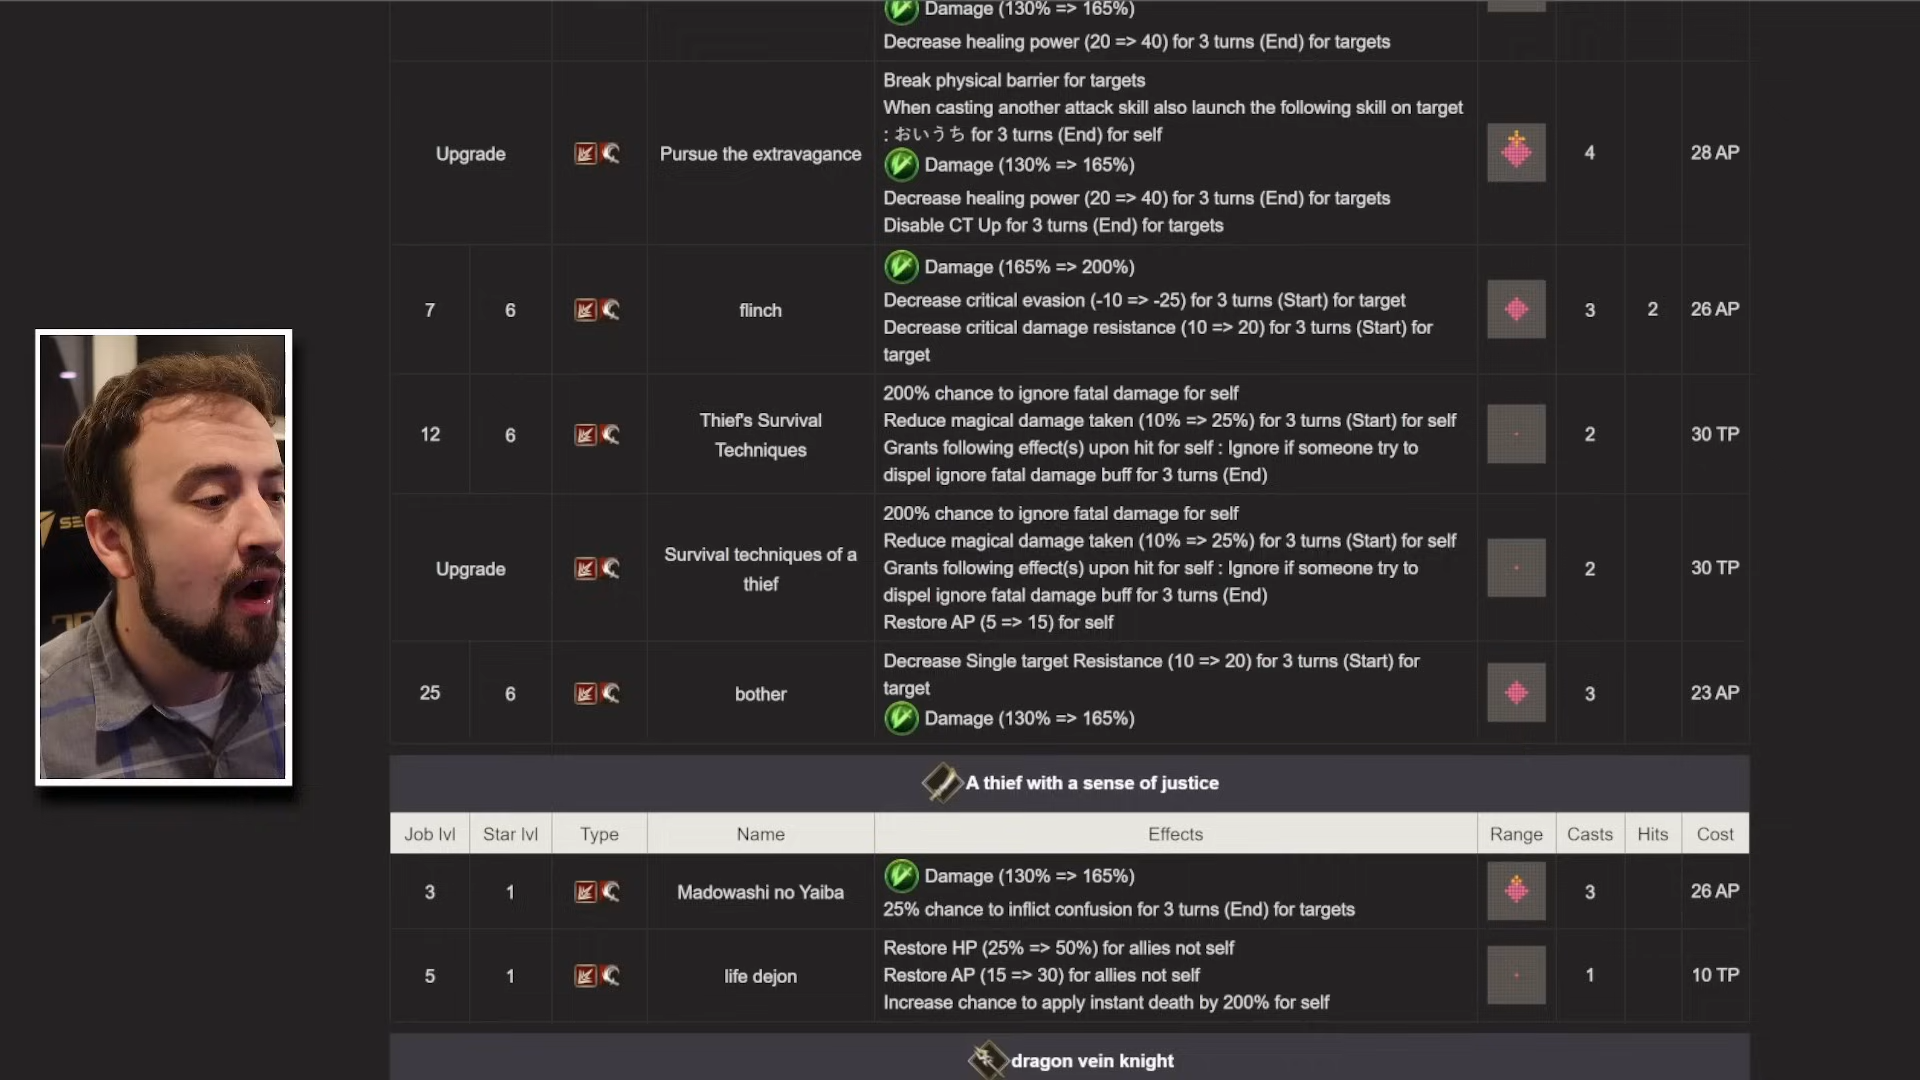 Damage (130% => 165%)
Decrease healing power (20 => 40) for 3 turns (End) for targets
Upgrade
Pursue the extravagance
Break physical barrier for targets
When casting another attack skill also launch the following skill on target
: おいうち for 3 turns (End) for self
Damage (130% => 165%)
Decrease healing power (20 => 40) for 3 turns (End) for targets
Disable CT Up for 3 turns (End) for targets
4
28 AP
7
6
flinch
Damage (165% => 200%)
Decrease critical evasion (-10 => -25) for 3 turns (Start) for target
Decrease critical damage resistance (10 => 20) for 3 turns (Start) for
target
3
2
26 AP
12
6
Thief's Survival
Techniques
200% chance to ignore fatal damage for self
Reduce magical damage taken (10% => 25%) for 3 turns (Start) for self
Grants following effect(s) upon hit for self : Ignore if someone try to
dispel ignore fatal damage buff for 3 turns (End)
2
30 TP
Upgrade
Survival techniques of a
thief
200% chance to ignore fatal damage for self
Reduce magical damage taken (10% => 25%) for 3 turns (Start) for self
Grants following effect(s) upon hit for self : Ignore if someone try to
dispel ignore fatal damage buff for 3 turns (End)
Restore AP (5 => 15) for self
2
30 TP
25
6
bother
Decrease Single target Resistance (10 => 20) for 3 turns (Start) for
target
Damage (130% => 165%)
3
23 AP
A thief with a sense of justice
Job lvl Star lvl Type Name Effects Range Casts Hits Cost
3
1
Madowashi no Yaiba
Damage (130% => 165%)
25% chance to inflict confusion for 3 turns (End) for targets
3
26 AP
5
1
life dejon
Restore HP (25% => 50%) for allies not self
Restore AP (15 => 30) for allies not self
Increase chance to apply instant death by 200% for self
1
10 TP
dragon vein knight